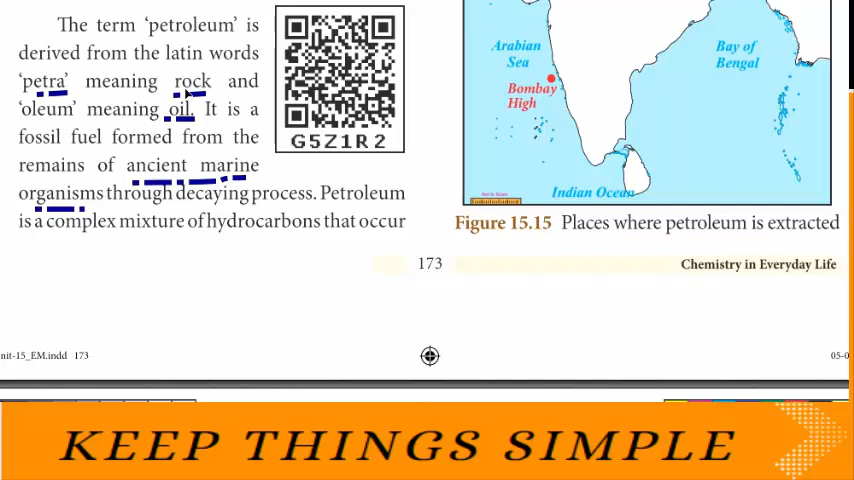 The term ‘petroleum’ is
derived from the latin words
‘petra’ meaning rock and
‘oleum’ meaning oil. It is a
fossil fuel formed from the
remains of ancient marine
organisms through decaying process. Petroleum
is a complex mixture of hydrocarbons that occur
G5Z1R2
Arabian
Sea
Bay of
Bengal
Bombay
High
Indian Ocean
Figure 15.15 Places where petroleum is extracted
173
Chemistry in Everyday Life
nit-15_EM.indd 173
05-0
KEEP THINGS SIMPLE